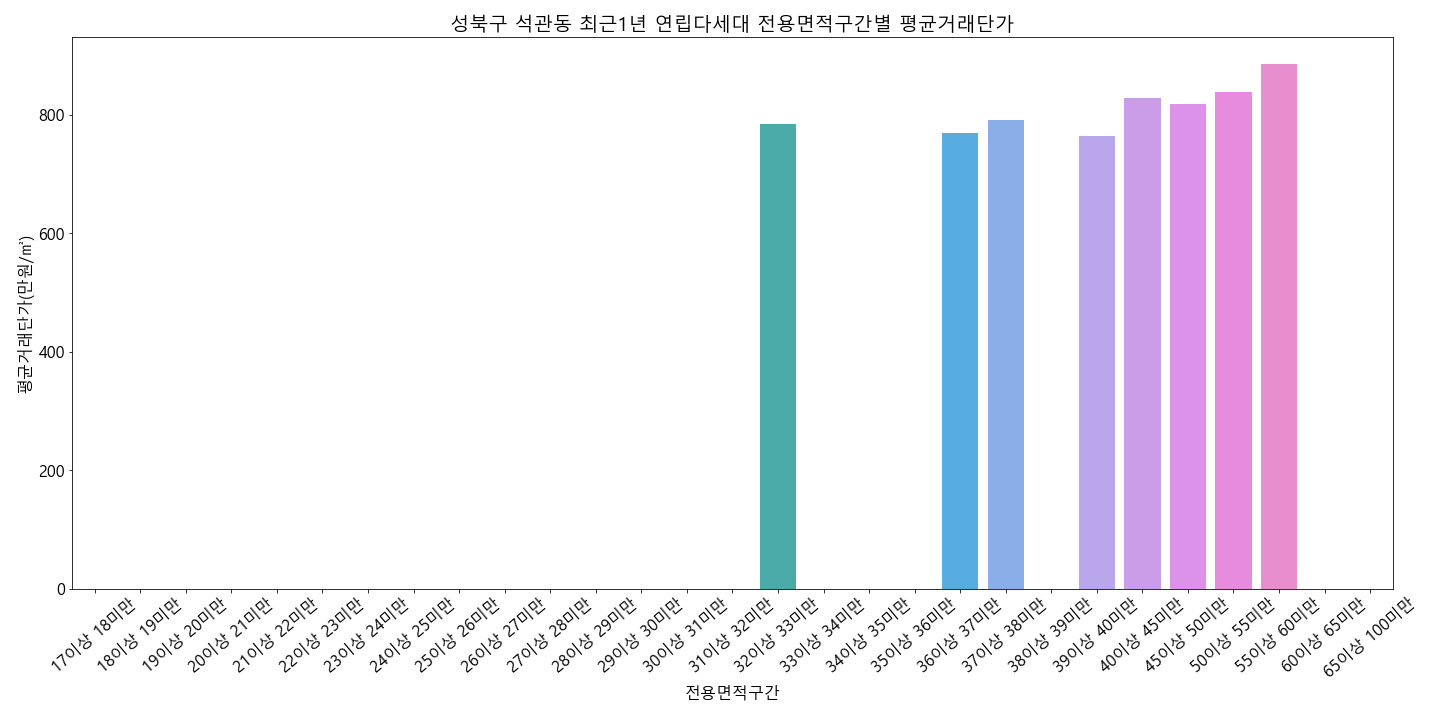 성북구 석관동 최근1년 연립다세대 전용면적구간별 평균거래단가
평균거래단가(만원/㎡)
800
600
400
200
0
17이상 18미만
18이상 19미만
19이상 20미만
20이상 21미만
21이상 22미만
22이상 23미만
23이상 24미만
24이상 25미만
25이상 26미만
26이상 27미만
27이상 28미만
28이상 29미만
29이상 30미만
30이상 31미만
31이상 32미만
32이상 33미만
33이상 34미만
34이상 35미만
35이상 36미만
36이상 37미만
37이상 38미만
38이상 39미만
39이상 40미만
40이상 45미만
45이상 50미만
50이상 55미만
55이상 60미만
60이상 65미만
65이상 100미만
전용면적구간